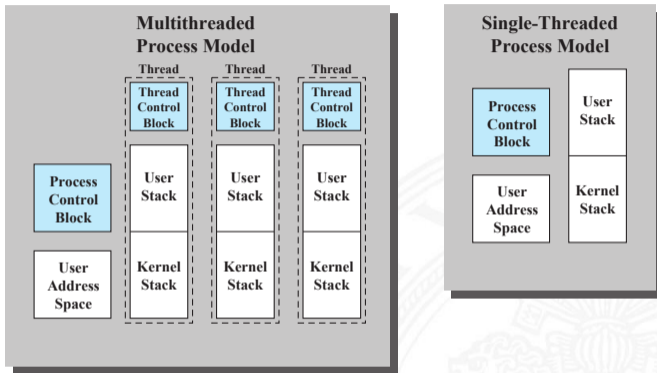 Multithreaded
Process Model
Thread
Thread
Control
Block
User
Stack
Kernel
Stack
Thread
Thread
Control
Block
User
Stack
Kernel
Stack
Thread
Thread
Control
Block
User
Stack
Kernel
Stack
Process
Control
Block
User
Address
Space
Single-Threaded
Process Model
Process
Control
Block
User
Address
Space
User
Stack
Kernel
Stack